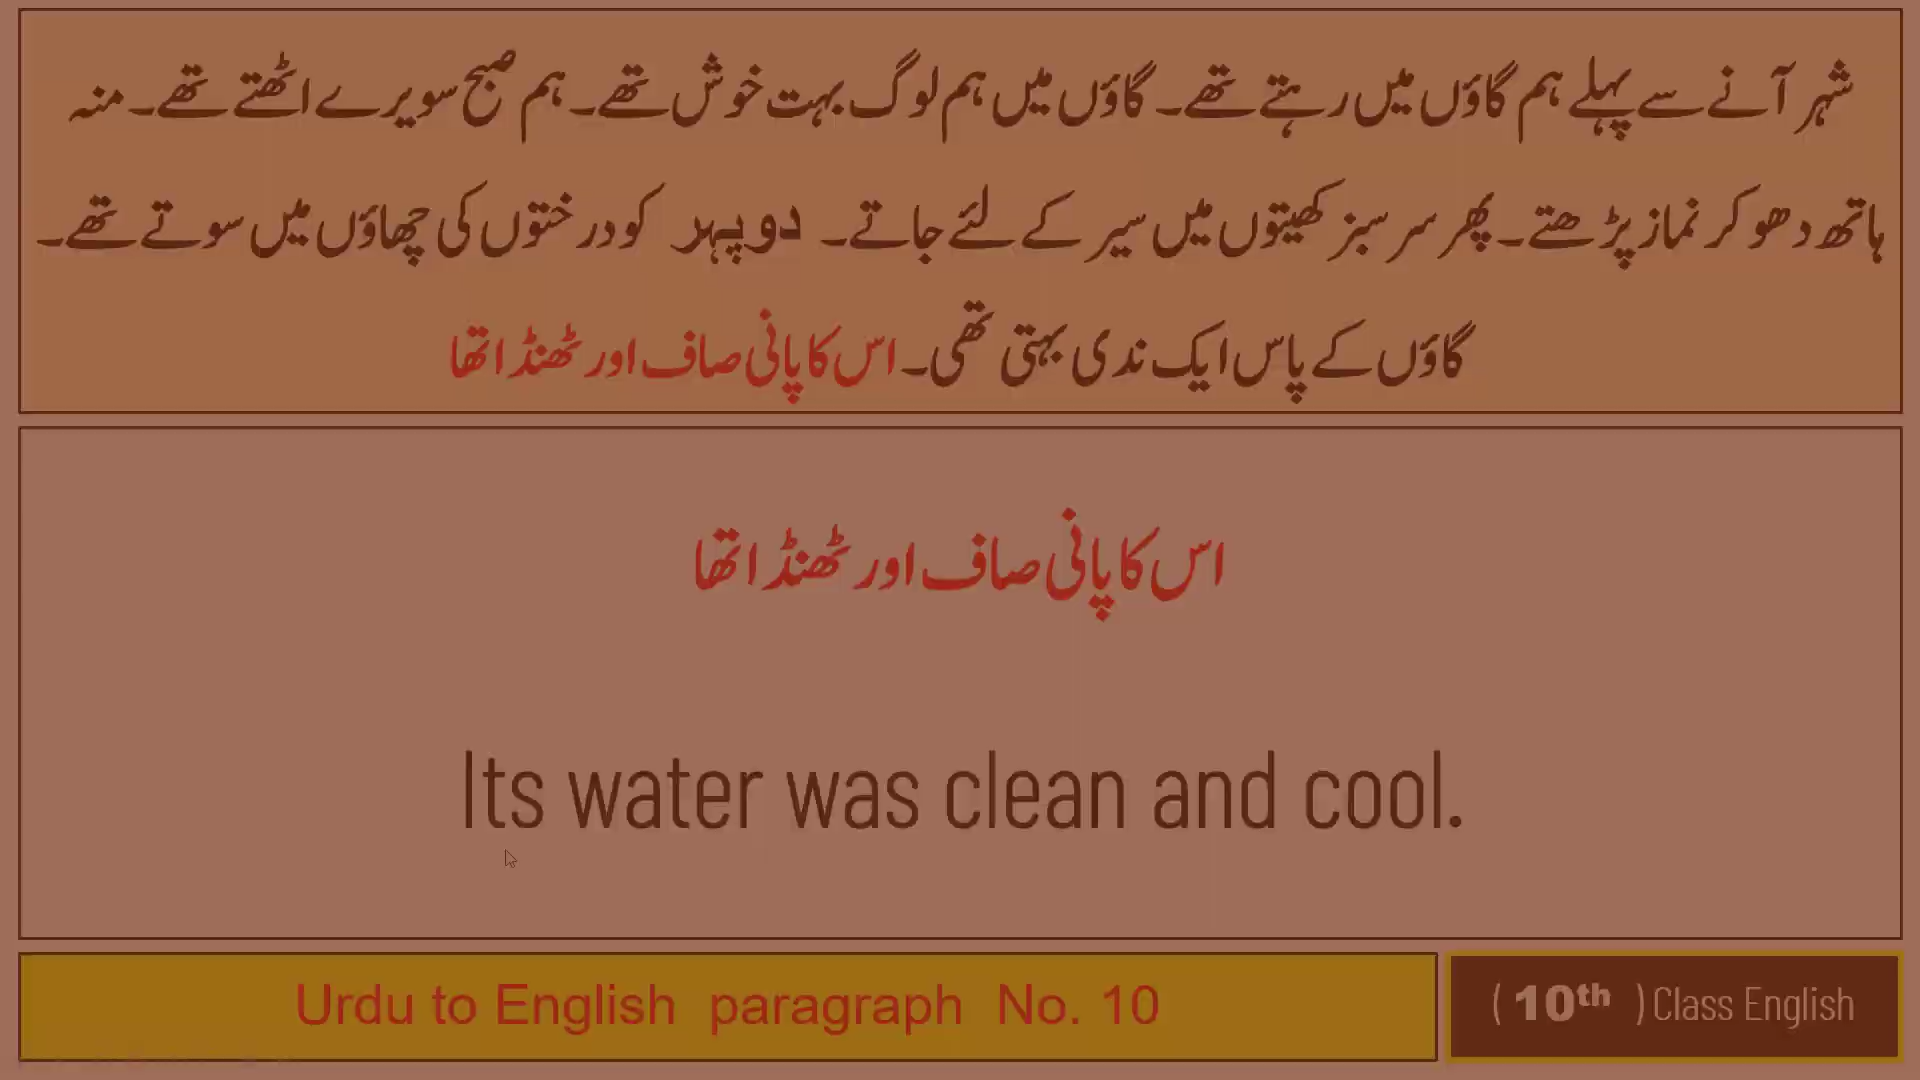 شہر آنے سے پہلے ہم گاؤں میں رہتے تھے۔ گاؤں میں ہم لوگ بہت خوش تھے۔ ہم صبح سویرے اٹھتے تھے۔ منہ
ہاتھ دھو کر نماز پڑھتے۔ پھر سر سبز کھیتوں میں سیر کے لئے جاتے۔ دوپہر کو درختوں کی چھاؤں میں سوتے تھے۔
گاؤں کے پاس ایک ندی بہتی تھی۔ اس کا پانی صاف اور ٹھنڈا تھا
اس کا پانی صاف اور ٹھنڈا تھا
Its water was clean and cool.
Urdu to English paragraph No. 10
( 10th ) Class English